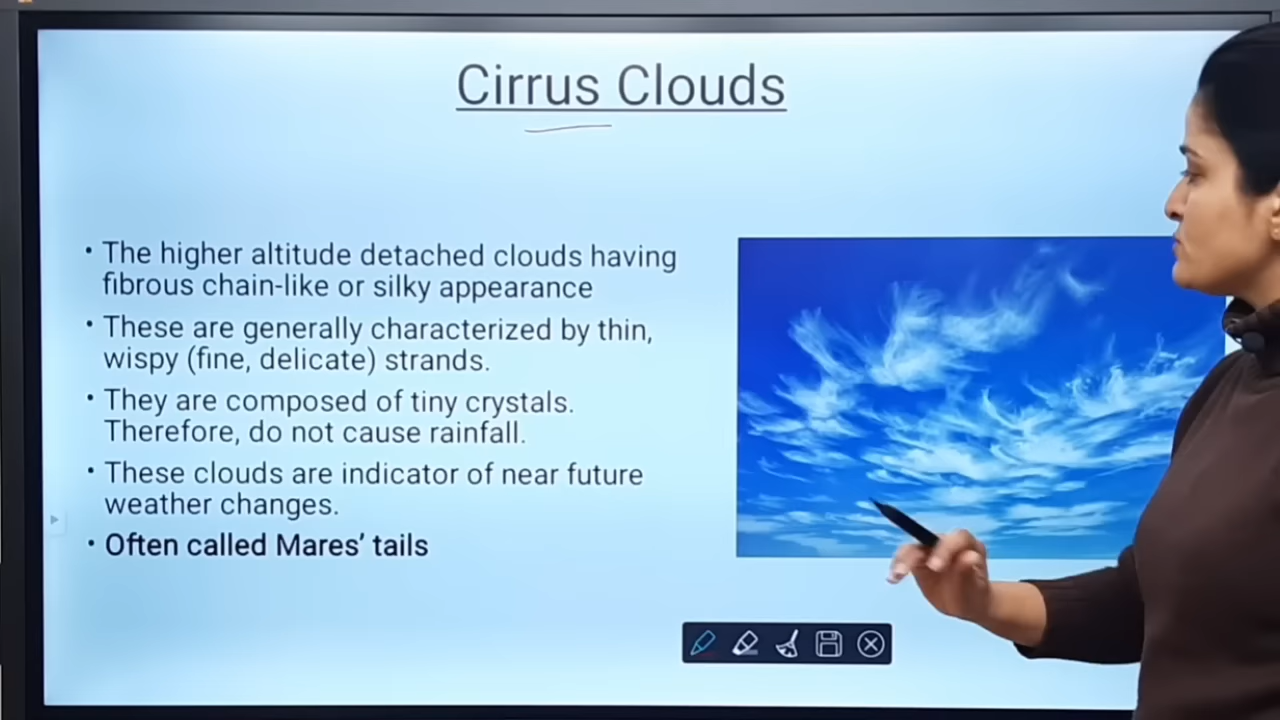 Cirrus Clouds
• The higher altitude detached clouds having
fibrous chain-like or silky appearance
• These are generally characterized by thin,
wispy (fine, delicate) strands.
• They are composed of tiny crystals.
Therefore, do not cause rainfall.
• These clouds are indicator of near future
weather changes.
• Often called Mares’ tails